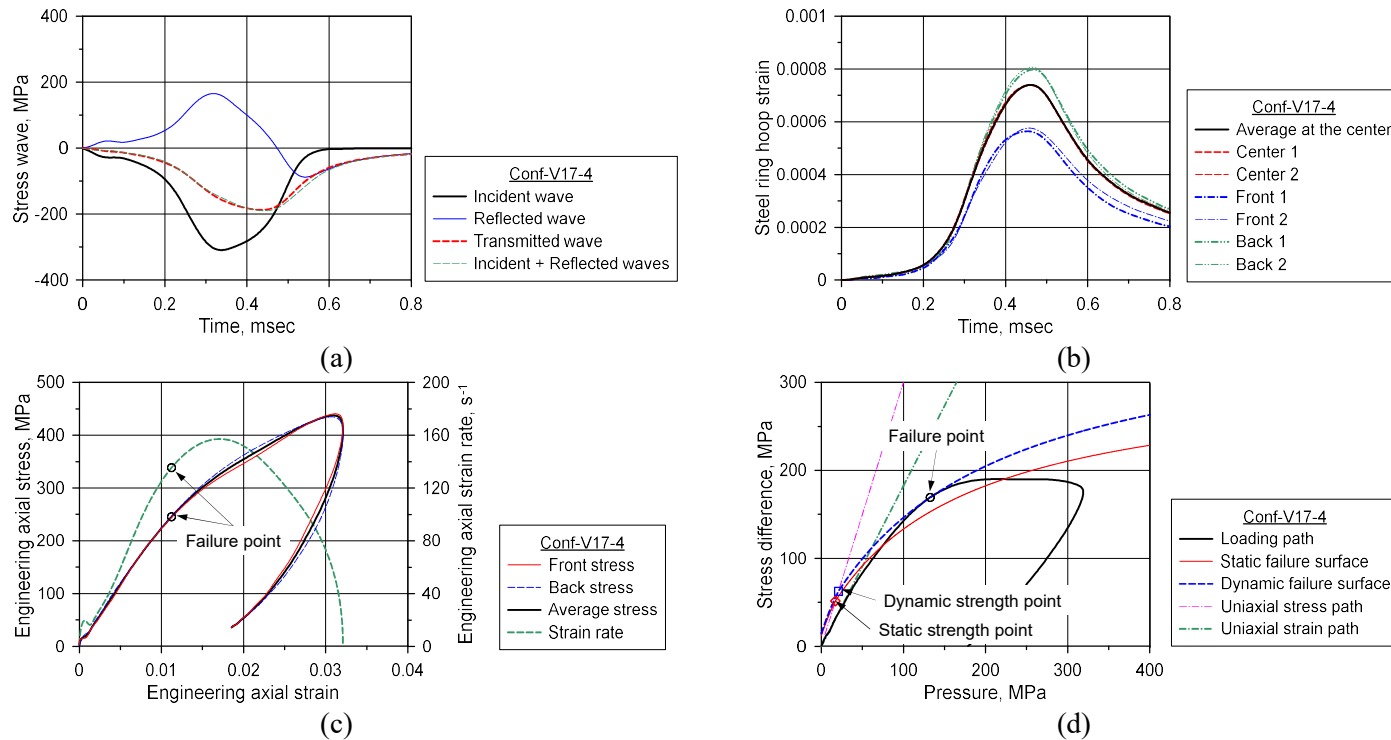 400
200
0
-200
-400
Stress wave, MPa
0
0.2
0.4
0.6
0.8
Time, msec
Conf-V17-4
Incident wave
Reflected wave
Transmitted wave
Incident + Reflected waves
(a)
0.001
0.0008
0.0006
0.0004
0.0002
0
Steel ring hoop strain
0
0.2
0.4
0.6
0.8
Time, msec
Conf-V17-4
Average at the center
Center 1
Center 2
Front 1
Front 2
Back 1
Back 2
(b)
500
400
300
200
100
0
Engineering axial stress, MPa
200
160
120
80
40
0
Engineering axial strain rate, s⁻¹
Failure point
0
0.01
0.02
0.03
0.04
Engineering axial strain
Conf-V17-4
Front stress
Back stress
Average stress
Strain rate
(c)
300
200
100
0
Stress difference, MPa
Failure point
Dynamic strength point
Static strength point
0
100
200
300
400
Pressure, MPa
Conf-V17-4
Loading path
Static failure surface
Dynamic failure surface
Uniaxial stress path
Uniaxial strain path
(d)